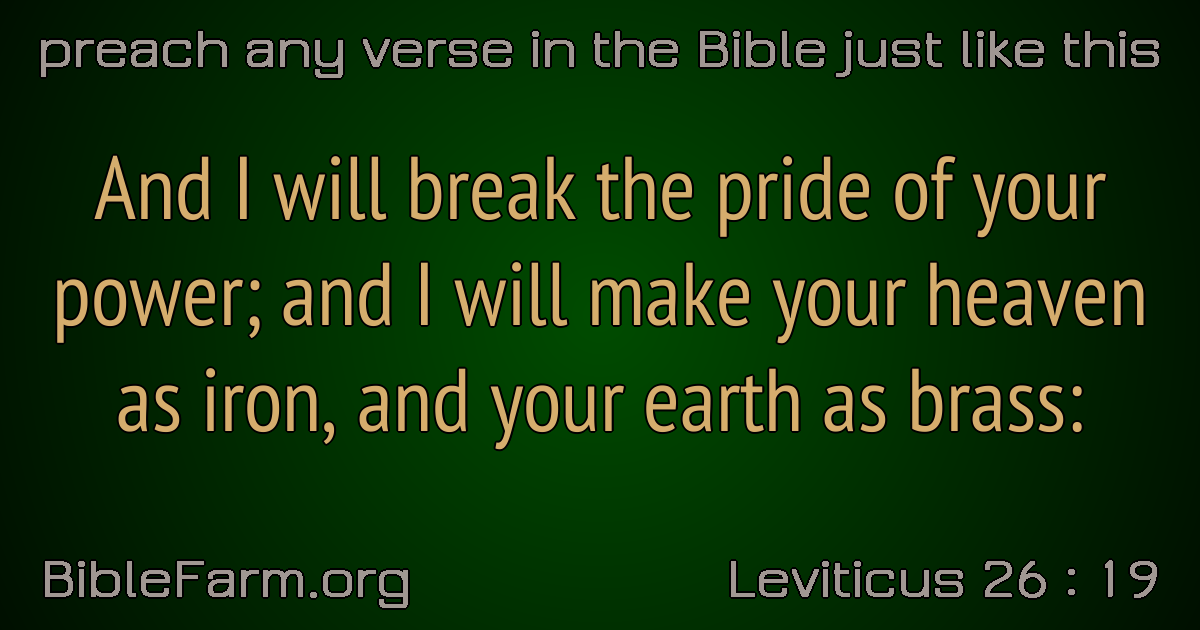 preach any verse in the Bible just like this
And I will break the pride of your
power; and I will make your heaven
as iron, and your earth as brass:
BibleFarm.org
Leviticus 26 : 19